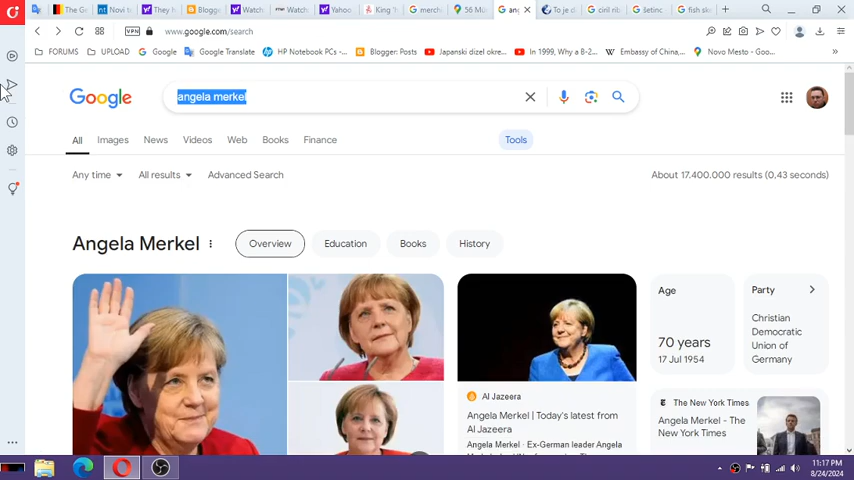 The Ge
Novi ta
They h
Blogge
Watch
Watch
Yahoo
King '
merch
56 Mü
an
To je d
ciril rib
šetinc
fish sk
VPN
www.google.com/search
FORUMS
UPLOAD
Google
Google Translate
HP Notebook PC's...
Blogger: Posts
Japanski dizel okre...
In 1999, Why a B-2...
Embassy of China,...
Novo Mesto - Goo...
Google
angela merkel
All
Images
News
Videos
Web
Books
Finance
Tools
Any time
All results
Advanced Search
About 17.400.000 results (0,43 seconds)
Angela Merkel
Overview
Education
Books
History
Age
70 years
17 Jul 1954
Party
Christian
Democratic
Union of
Germany
Al Jazeera
Angela Merkel | Today's latest from
Al Jazeera
Angela Merkel · Ex-German leader Angela
The New York Times
Angela Merkel - The
New York Times
11:17 PM
8/24/2024